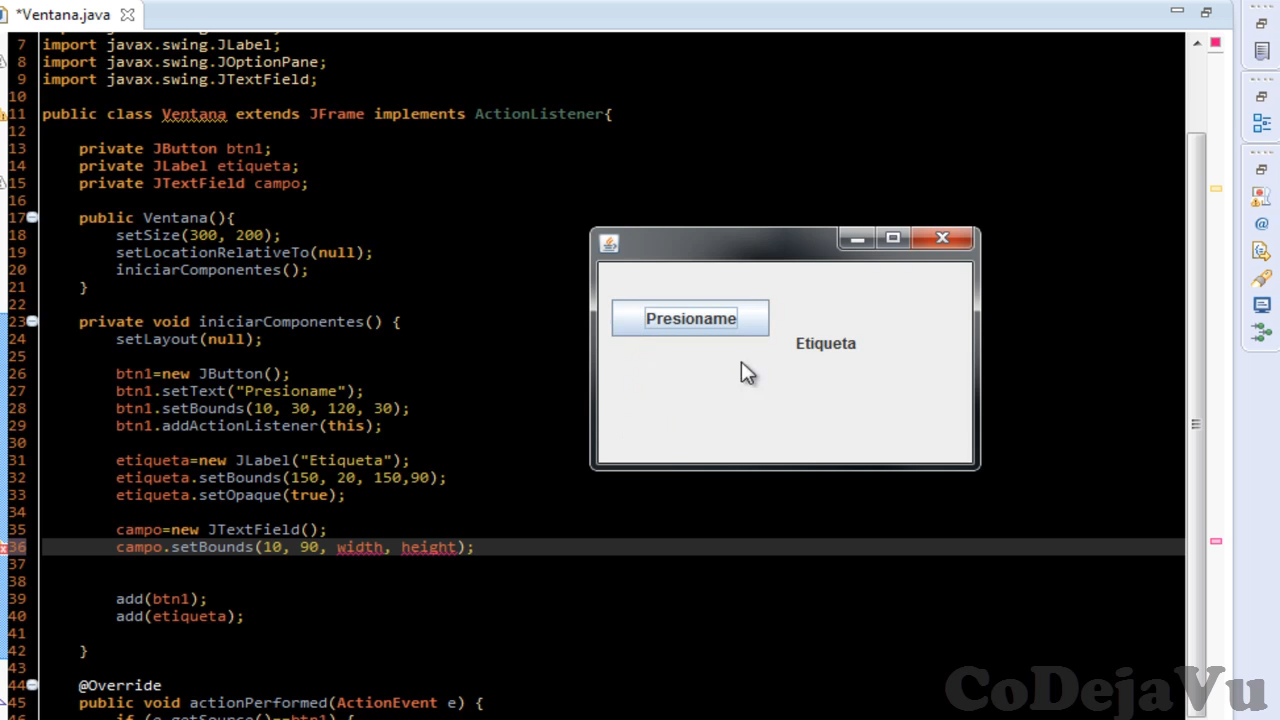 *Ventana.java
7 import javax.swing.JLabel;
8 import javax.swing.JOptionPane;
9 import javax.swing.JTextField;
10
11 public class Ventana extends JFrame implements ActionListener{
12
13 private JButton btn1;
14 private JLabel etiqueta;
15 private JTextField campo;
16
17 public Ventana(){
18 setSize(300, 200);
19 setLocationRelativeTo(null);
20 iniciarComponentes();
21 }
22
23 private void iniciarComponentes() {
24 setLayout(null);
25
26 btn1=new JButton();
27 btn1.setText("Presioname");
28 btn1.setBounds(10, 30, 120, 30);
29 btn1.addActionListener(this);
30
31 etiqueta=new JLabel("Etiqueta");
32 etiqueta.setBounds(150, 20, 150,90);
33 etiqueta.setOpaque(true);
34
35 campo=new JTextField();
36 campo.setBounds(10, 90, width, height);
37
38
39 add(btn1);
40 add(etiqueta);
41
42 }
43
44 @Override
45 public void actionPerformed(ActionEvent e) {
46 if (e.getSource()==btn1) {
Presioname
Etiqueta
CoDejaVu